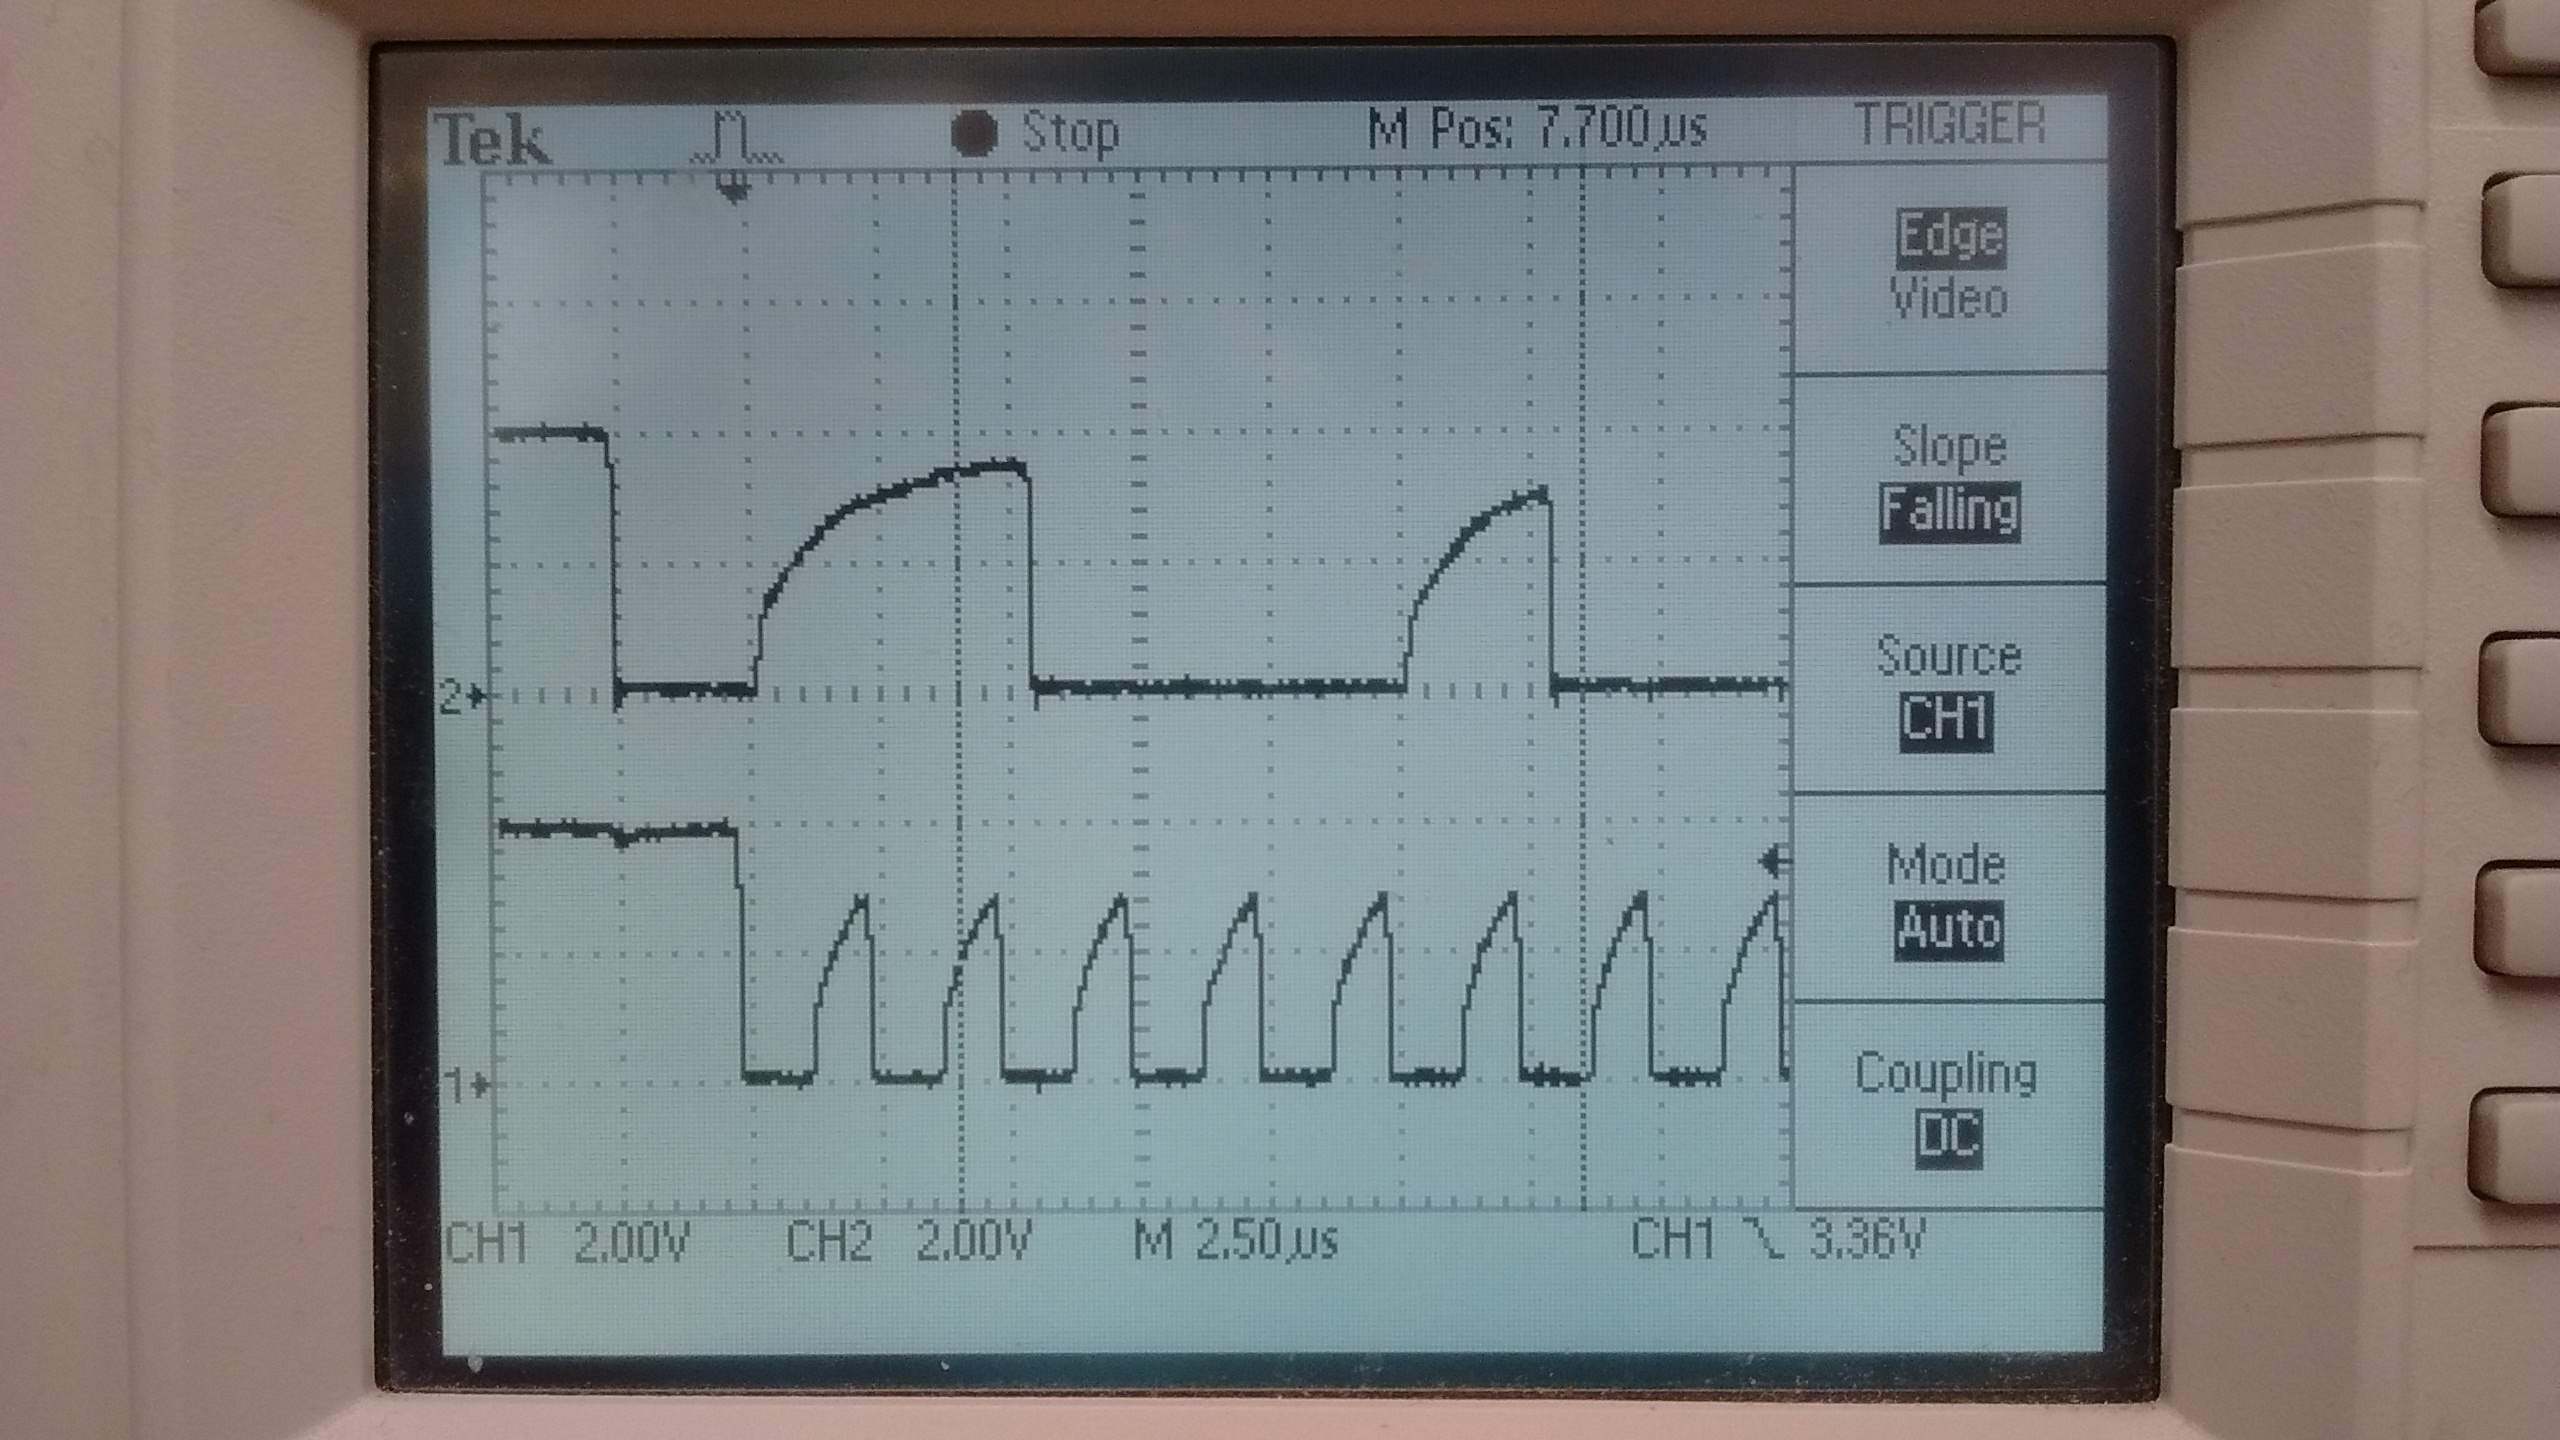 Tek Stop M Pos: 7.700µs TRIGGER
Edge
Video
Slope
Falling
Source
CH1
Mode
Auto
Coupling
DC
2
1
CH1 2.00V CH2 2.00V M 2.50µs CH1 3.36V